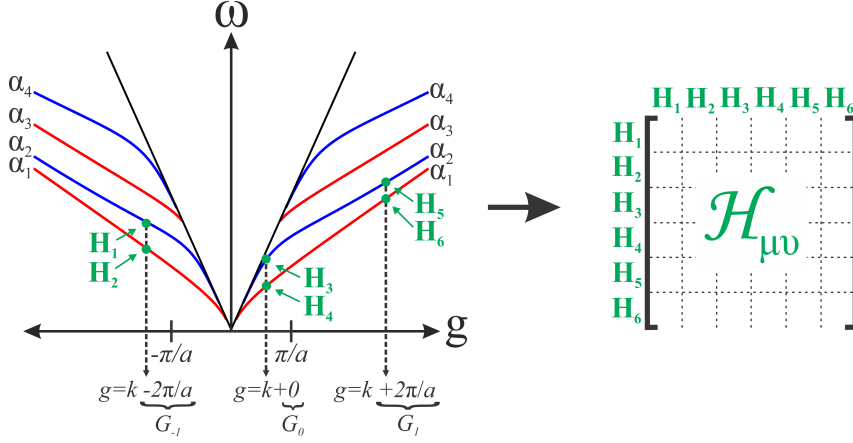 ω
α₄ α₄
α₃ α₃
α₂ α₂
α₁ α₁
H₁
H₂
H₃
H₄
H₅
H₆
g
-π/a π/a
g=k -2π/a g=k+0 g=k +2π/a
G₋₁ G₀ G₁
H₁ H₂ H₃ H₄ H₅ H₆
H₁
H₂
H₃
H₄
H₅
H₆
ℋμυ